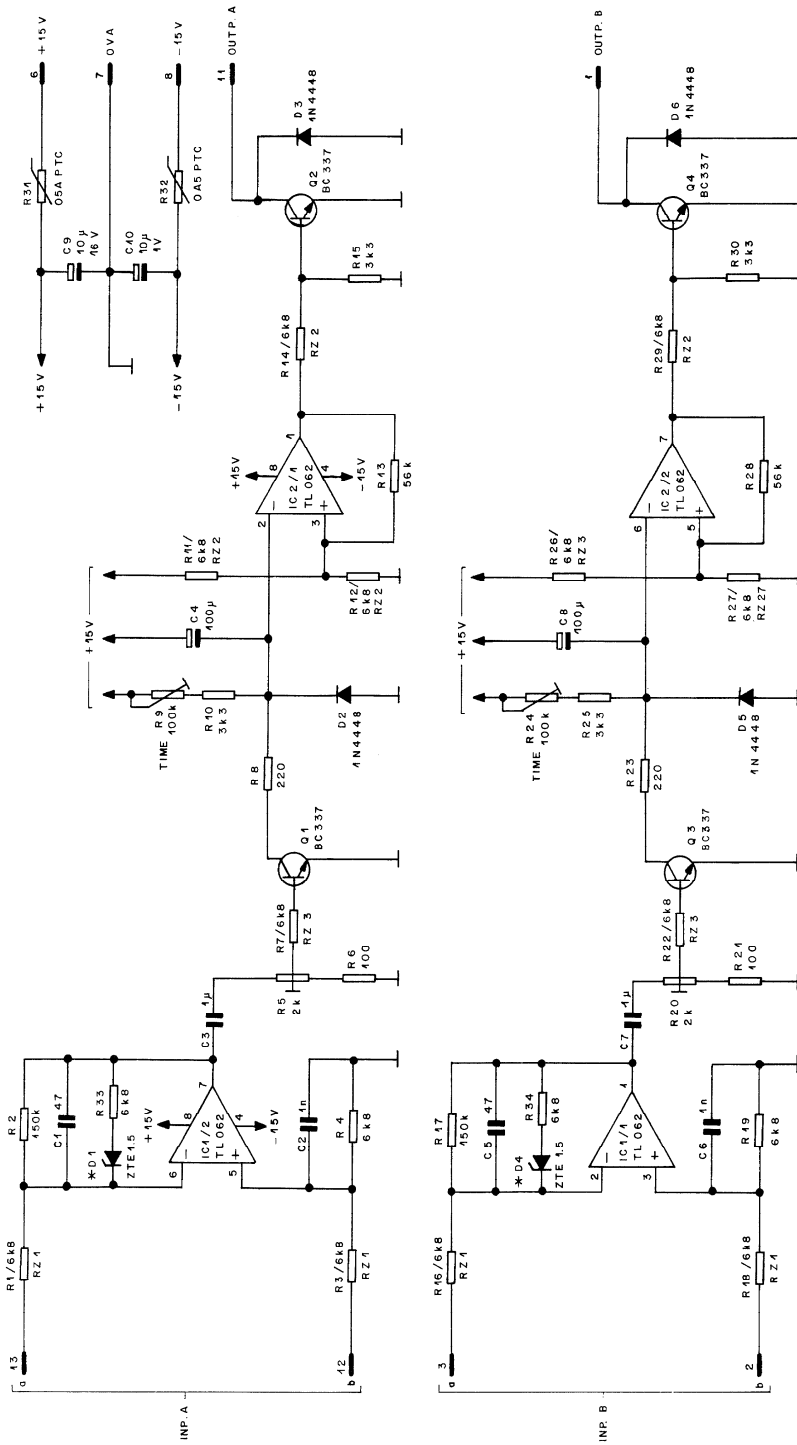 INP. A
a
13
R1/6k8
RZ1
R2
150k
C1
47
R33
6k8
*D1
ZTE1.5
+15V
8
6
-
IC1/2
TL062
+
5
7
4
-15V
C2
1n
R4
6k8
b
12
R3/6k8
RZ1
C3
1µ
R5
2k
R6
100
R7/6k8
RZ3
Q1
BC337
R8
220
TIME
R9
100k
R10
3k3
D2
1N4448
+15V
C4
100µ
R11/
6k8
RZ2
R12/
6k8
RZ2
+15V
8
2
-
IC2/1
TL062
+
3
1
4
-15V
R13
56k
R14/6k8
RZ2
R15
3k3
Q2
BC337
D3
1N4448
11
OUTP. A
+15V
C9
10µ
16V
R31
05A PTC
6
+15V
7
OVA
C10
10µ
1V
-15V
R32
0A5 PTC
8
-15V
INP. B
a
3
R16/6k8
RZ1
R17
150k
C5
47
R34
6k8
*D4
ZTE1.5
2
-
IC1/1
TL062
+
3
1
C6
1n
R19
6k8
b
2
R18/6k8
RZ1
C7
1µ
R20
2k
R21
100
R22/6k8
RZ3
Q3
BC337
R23
220
TIME
R24
100k
R25
3k3
D5
1N4448
+15V
C8
100µ
R26/
6k8
RZ3
R27/
6k8
RZ27
6
-
IC2/2
TL062
+
5
7
R28
56k
R29/6k8
RZ2
R30
3k3
Q4
BC337
D6
1N4448
1
OUTP. B